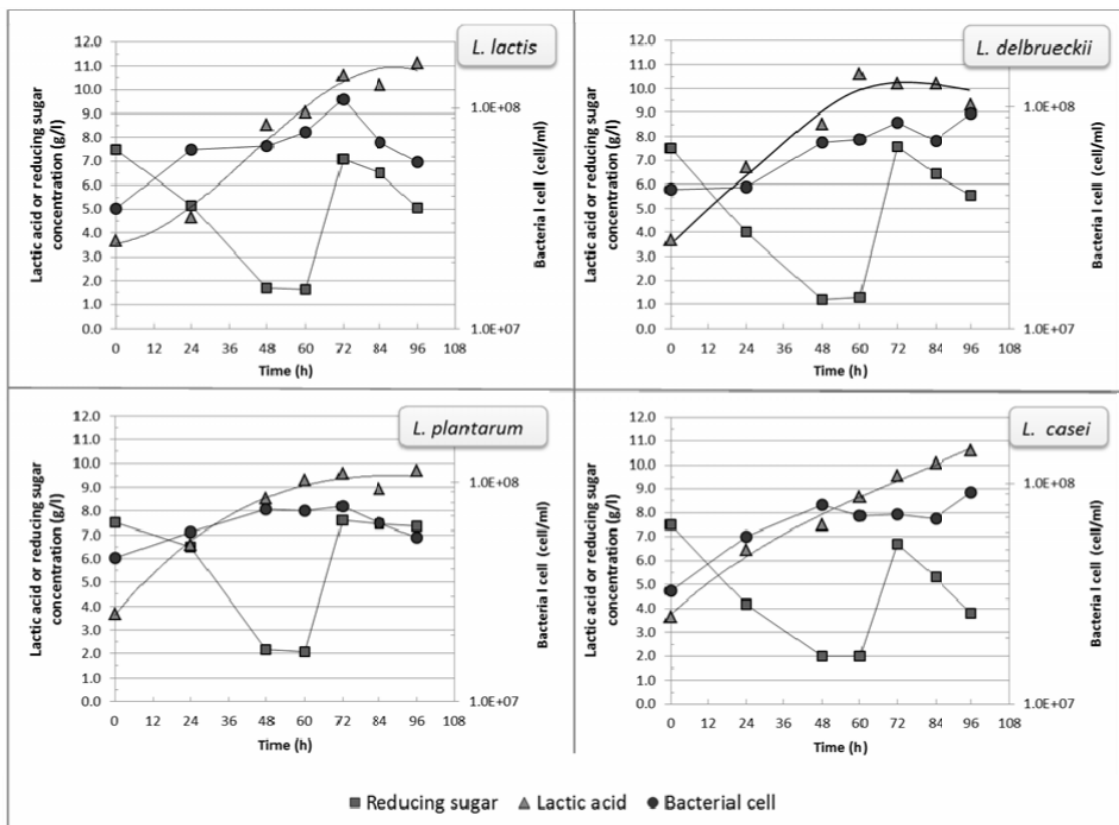 L. lactis
12.0
11.0
10.0
9.0
8.0
7.0
6.0
5.0
4.0
3.0
2.0
1.0
0.0
Lactic acid or reducing sugar
concentration (g/l)
1.0E+08
1.0E+07
Bacteria l cell (cell/ml)
0 12 24 36 48 60 72 84 96 108
Time (h)
L. delbrueckii
12.0
11.0
10.0
9.0
8.0
7.0
6.0
5.0
4.0
3.0
2.0
1.0
0.0
Lactic acid or reducing sugar
concentration (g/l)
1.0E+08
1.0E+07
Bacteria l cell (cell/ml)
0 12 24 36 48 60 72 84 96 108
Time (h)
L. plantarum
12.0
11.0
10.0
9.0
8.0
7.0
6.0
5.0
4.0
3.0
2.0
1.0
0.0
Lactic acid or reducing sugar
concentration (g/l)
1.0E+08
1.0E+07
Bacteria l cell (cell/ml)
0 12 24 36 48 60 72 84 96 108
Time (h)
L. casei
12.0
11.0
10.0
9.0
8.0
7.0
6.0
5.0
4.0
3.0
2.0
1.0
0.0
Lactic acid or reducing sugar
concentration (g/l)
1.0E+08
1.0E+07
Bacteria l cell (cell/ml)
0 12 24 36 48 60 72 84 96 108
Time (h)
Reducing sugar Lactic acid Bacterial cell